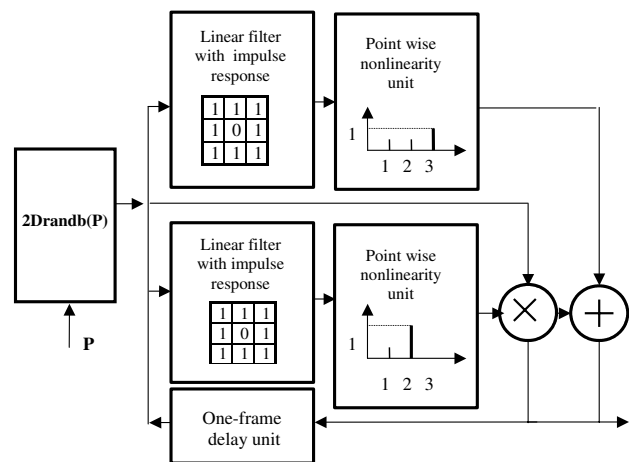 Linear filter
with impulse
response
1 1 1
1 0 1
1 1 1
Point wise
nonlinearity
unit
1
1 2 3
2Drandb(P)
P
Linear filter
with impulse
response
1 1 1
1 0 1
1 1 1
Point wise
nonlinearity
unit
1
1 2 3
×
+
One-frame
delay unit